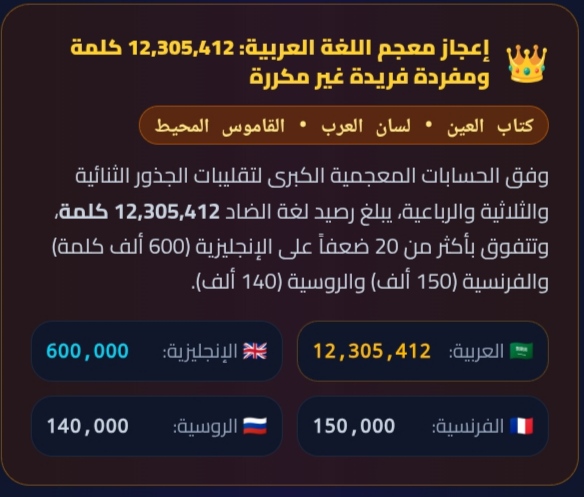 إعجاز معجم اللغة العربية: 12,305,412 كلمة
ومفردة فريدة غير مكررة
كتاب العين • لسان العرب • القاموس المحيط
وفق الحسابات المعجمية الكبرى لتقليبات الجذور الثنائية
والثلاثية والرباعية، يبلغ رصيد لغة الضاد 12,305,412 كلمة،
وتتفوق بأكثر من 20 ضعفاً على الإنجليزية (600 ألف كلمة)
والفرنسية (150 ألف) والروسية (140 ألف).
العربية: 12,305,412
الإنجليزية: 600,000
الفرنسية: 150,000
الروسية: 140,000